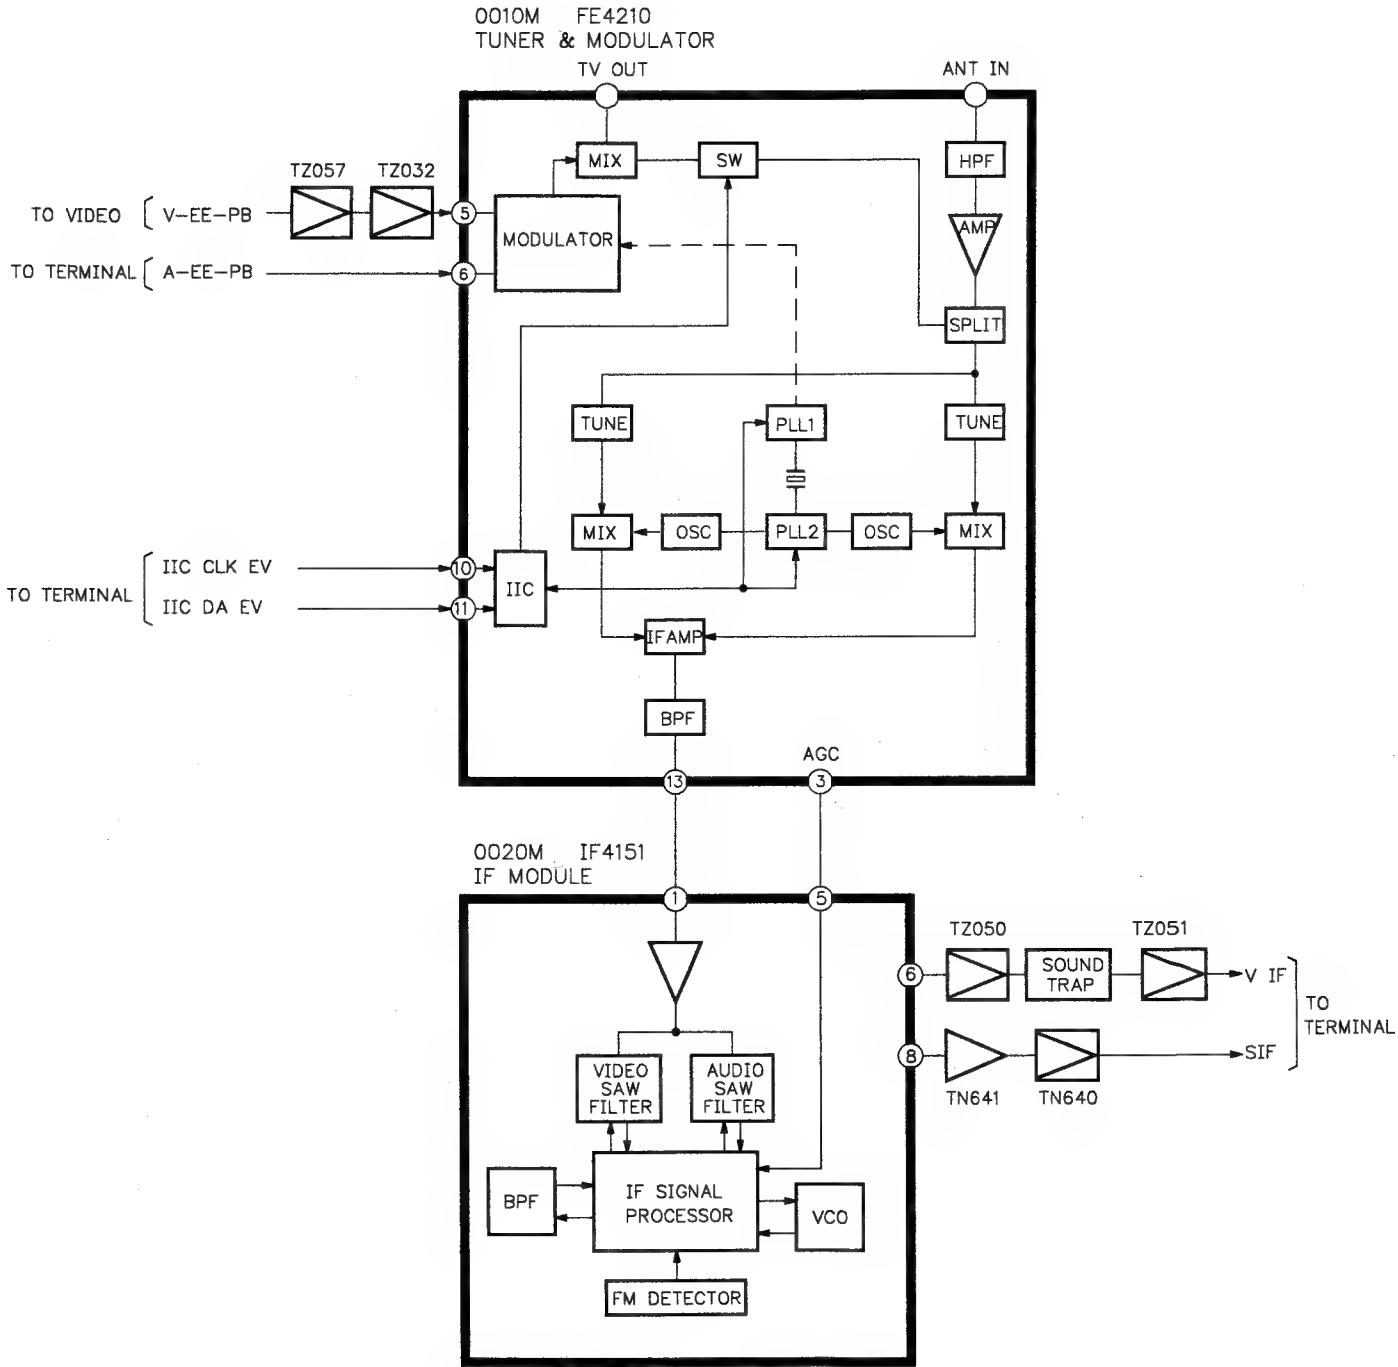 0010M FE4210
TUNER & MODULATOR
TV OUT
ANT IN
MIX
SW
HPF
TZ057
TZ032
TO VIDEO
V-EE-PB
5
MODULATOR
AMP
TO TERMINAL
A-EE-PB
6
SPLIT
TUNE
PLL1
TUNE
MIX
OSC
PLL2
OSC
MIX
TO TERMINAL
IIC CLK EV
10
IIC
IIC DA EV
11
IFAMP
BPF
AGC
13
3
0020M IF4151
IF MODULE
1
5
TZ050
TZ051
6
SOUND
TRAP
V IF
TO
TERMINAL
8
SIF
TN641
TN640
VIDEO
SAW
FILTER
AUDIO
SAW
FILTER
BPF
IF SIGNAL
PROCESSOR
VCO
FM DETECTOR